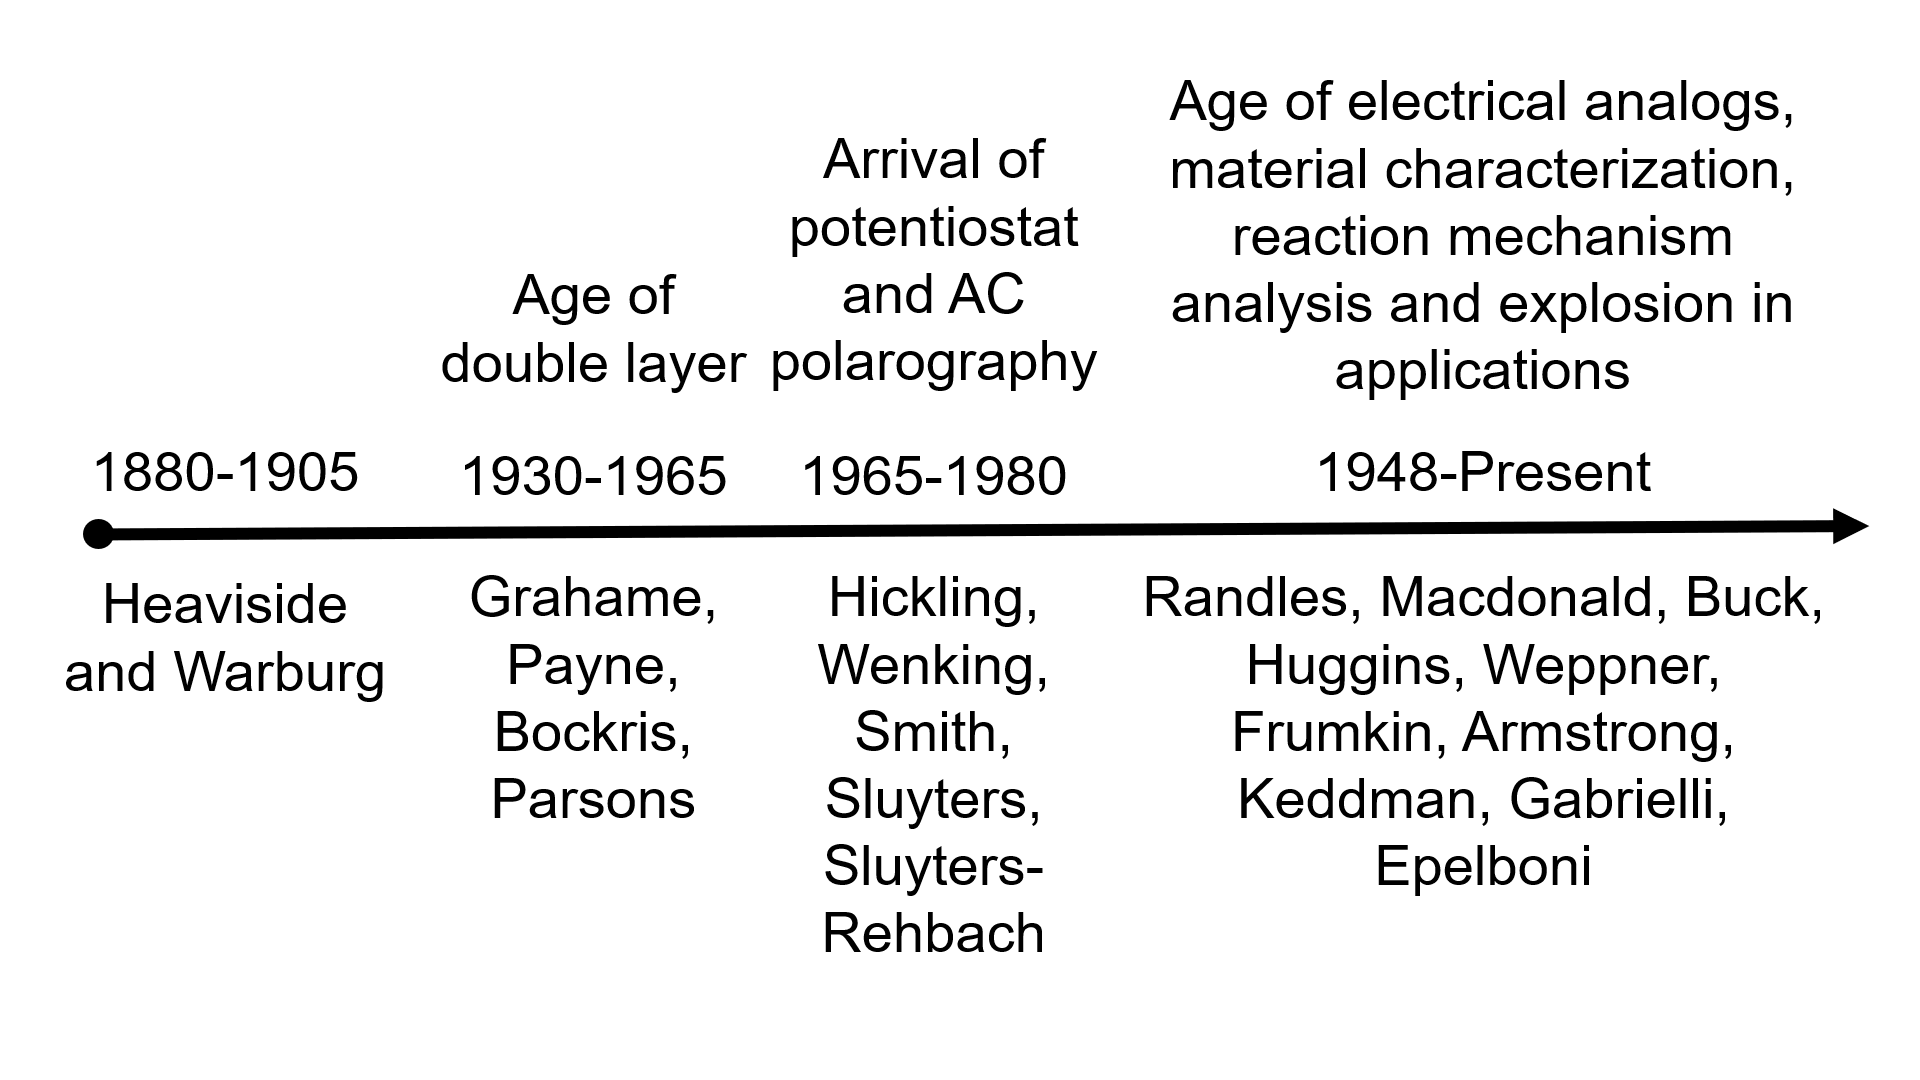 1880-1905
Heaviside
and Warburg
Age of
double layer
1930-1965
Grahame,
Payne,
Bockris,
Parsons
Arrival of
potentiostat
and AC
polarography
1965-1980
Hickling,
Wenking,
Smith,
Sluyters,
Sluyters-
Rehbach
Age of electrical analogs,
material characterization,
reaction mechanism
analysis and explosion in
applications
1948-Present
Randles, Macdonald, Buck,
Huggins, Weppner,
Frumkin, Armstrong,
Keddman, Gabrielli,
Epelboni